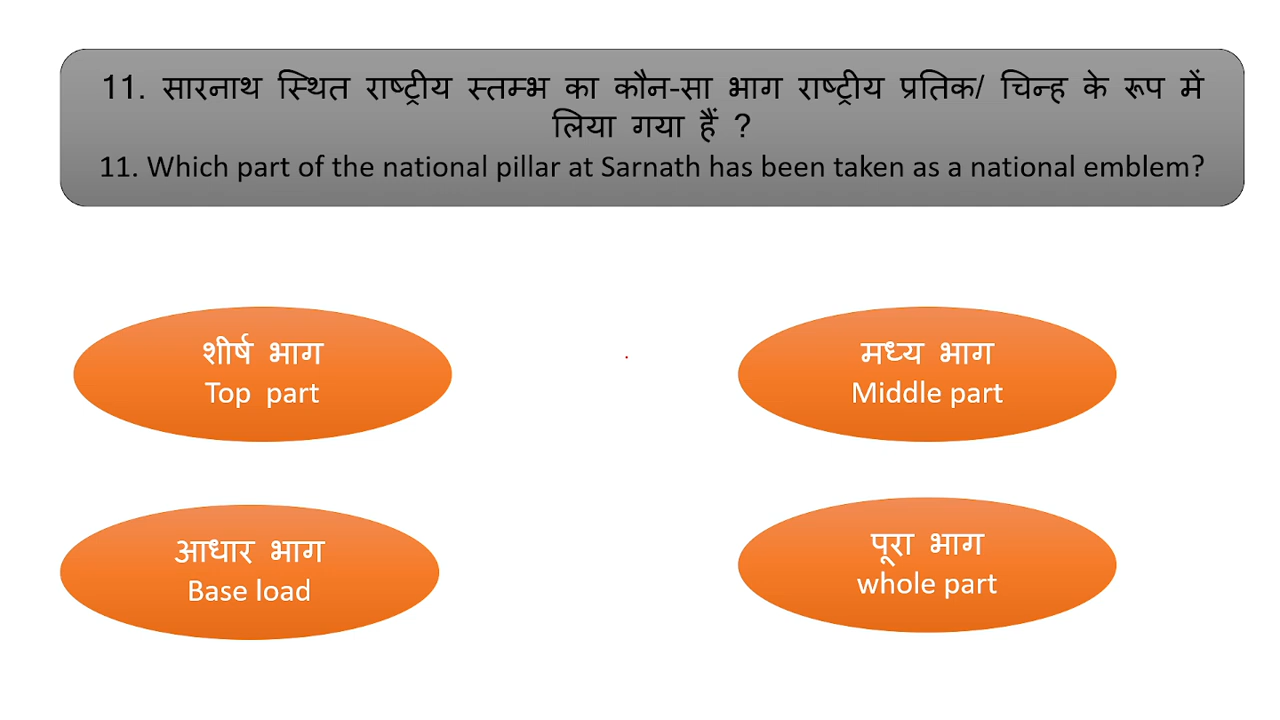 11. सारनाथ स्थित राष्ट्रीय स्तम्भ का कौन-सा भाग राष्ट्रीय प्रतिक/ चिन्ह के रूप में
लिया गया हैं ?
11. Which part of the national pillar at Sarnath has been taken as a national emblem?
शीर्ष भाग
Top part
मध्य भाग
Middle part
आधार भाग
Base load
पूरा भाग
whole part